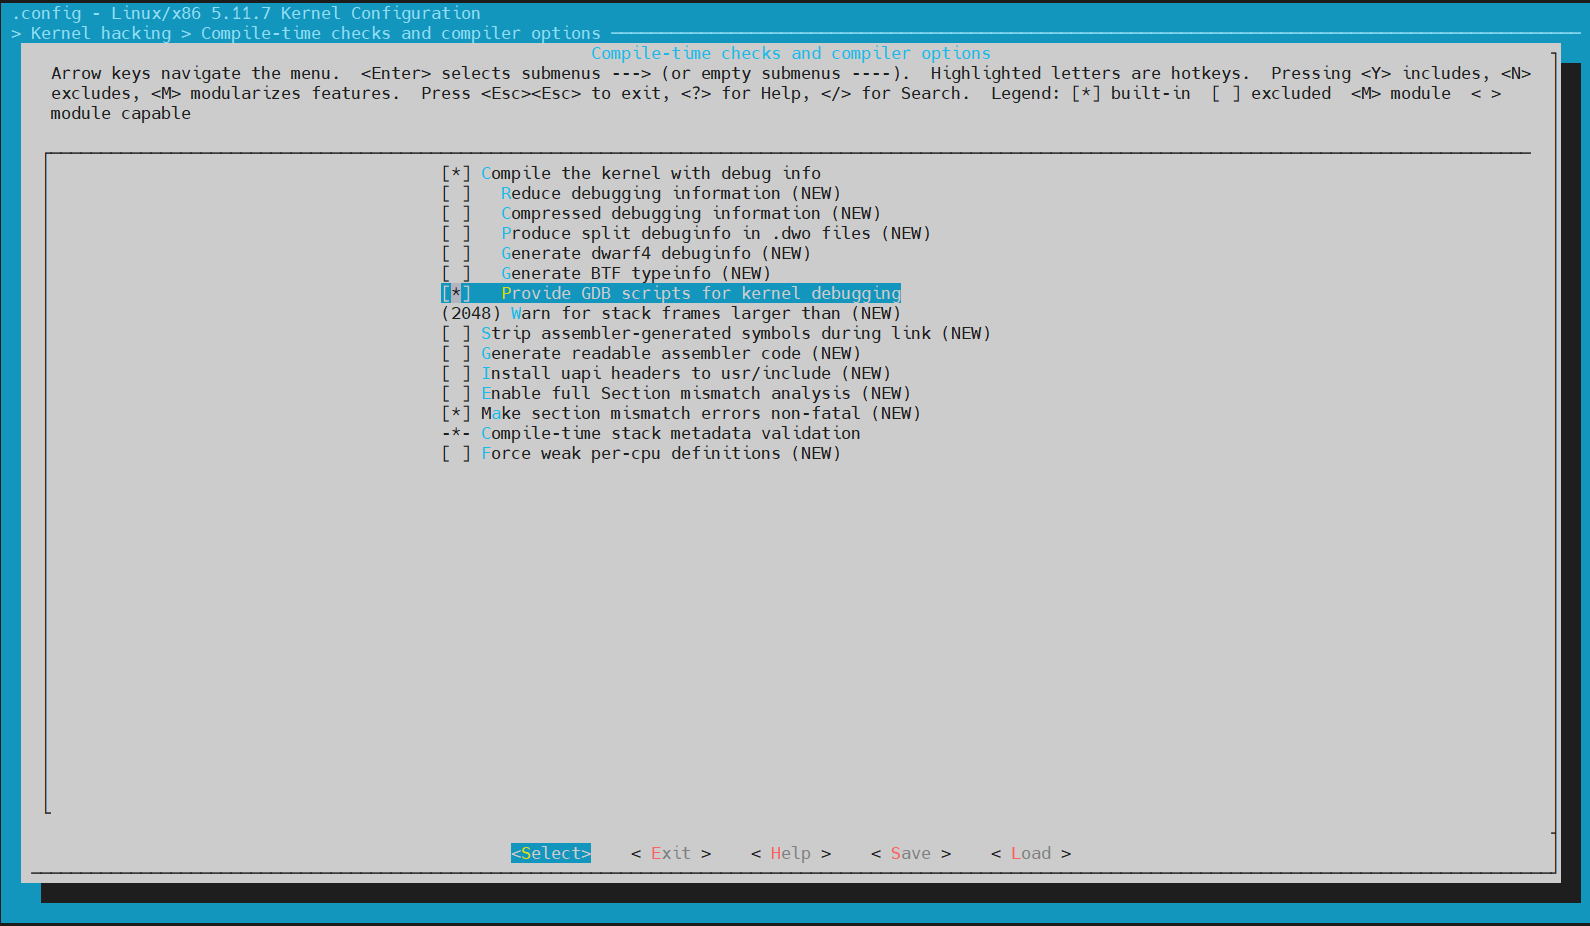 .config - Linux/x86 5.11.7 Kernel Configuration
> Kernel hacking > Compile-time checks and compiler options
Compile-time checks and compiler options
Arrow keys navigate the menu.  <Enter> selects submenus ---> (or empty submenus ----).  Highlighted letters are hotkeys.  Pressing <Y> includes, <N>
excludes, <M> modularizes features.  Press <Esc><Esc> to exit, <?> for Help, </> for Search.  Legend: [*] built-in  [ ] excluded  <M> module  < >
module capable
[*] Compile the kernel with debug info
[ ]   Reduce debugging information (NEW)
[ ]   Compressed debugging information (NEW)
[ ]   Produce split debuginfo in .dwo files (NEW)
[ ]   Generate dwarf4 debuginfo (NEW)
[ ]   Generate BTF typeinfo (NEW)
[*]   Provide GDB scripts for kernel debugging
(2048) Warn for stack frames larger than (NEW)
[ ] Strip assembler-generated symbols during link (NEW)
[ ] Generate readable assembler code (NEW)
[ ] Install uapi headers to usr/include (NEW)
[ ] Enable full Section mismatch analysis (NEW)
[*] Make section mismatch errors non-fatal (NEW)
-*- Compile-time stack metadata validation
[ ] Force weak per-cpu definitions (NEW)
<Select>    < Exit >    < Help >    < Save >    < Load >